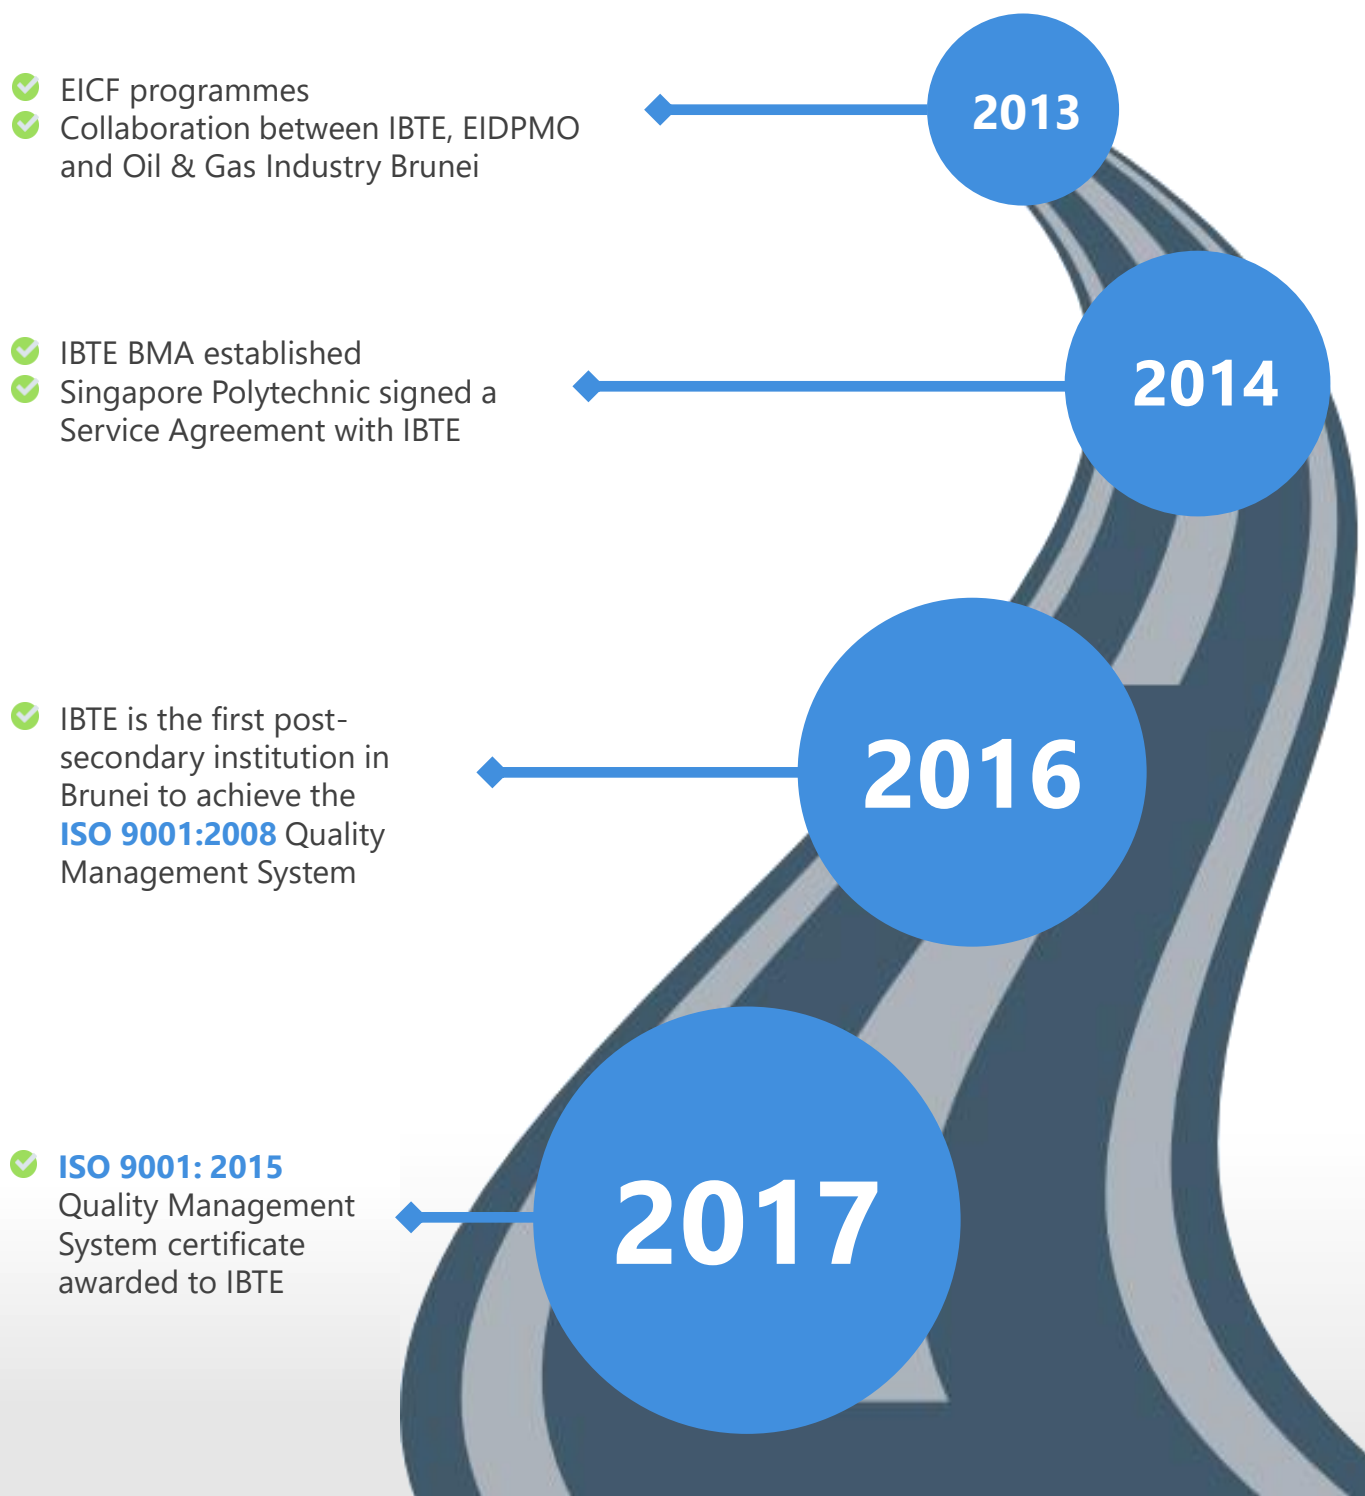 EICF programmes
Collaboration between IBTE, EIDPMO
and Oil & Gas Industry Brunei
2013
IBTE BMA established
Singapore Polytechnic signed a
Service Agreement with IBTE
2014
IBTE is the first post-
secondary institution in
Brunei to achieve the
ISO 9001:2008 Quality
Management System
2016
ISO 9001: 2015
Quality Management
System certificate
awarded to IBTE
2017